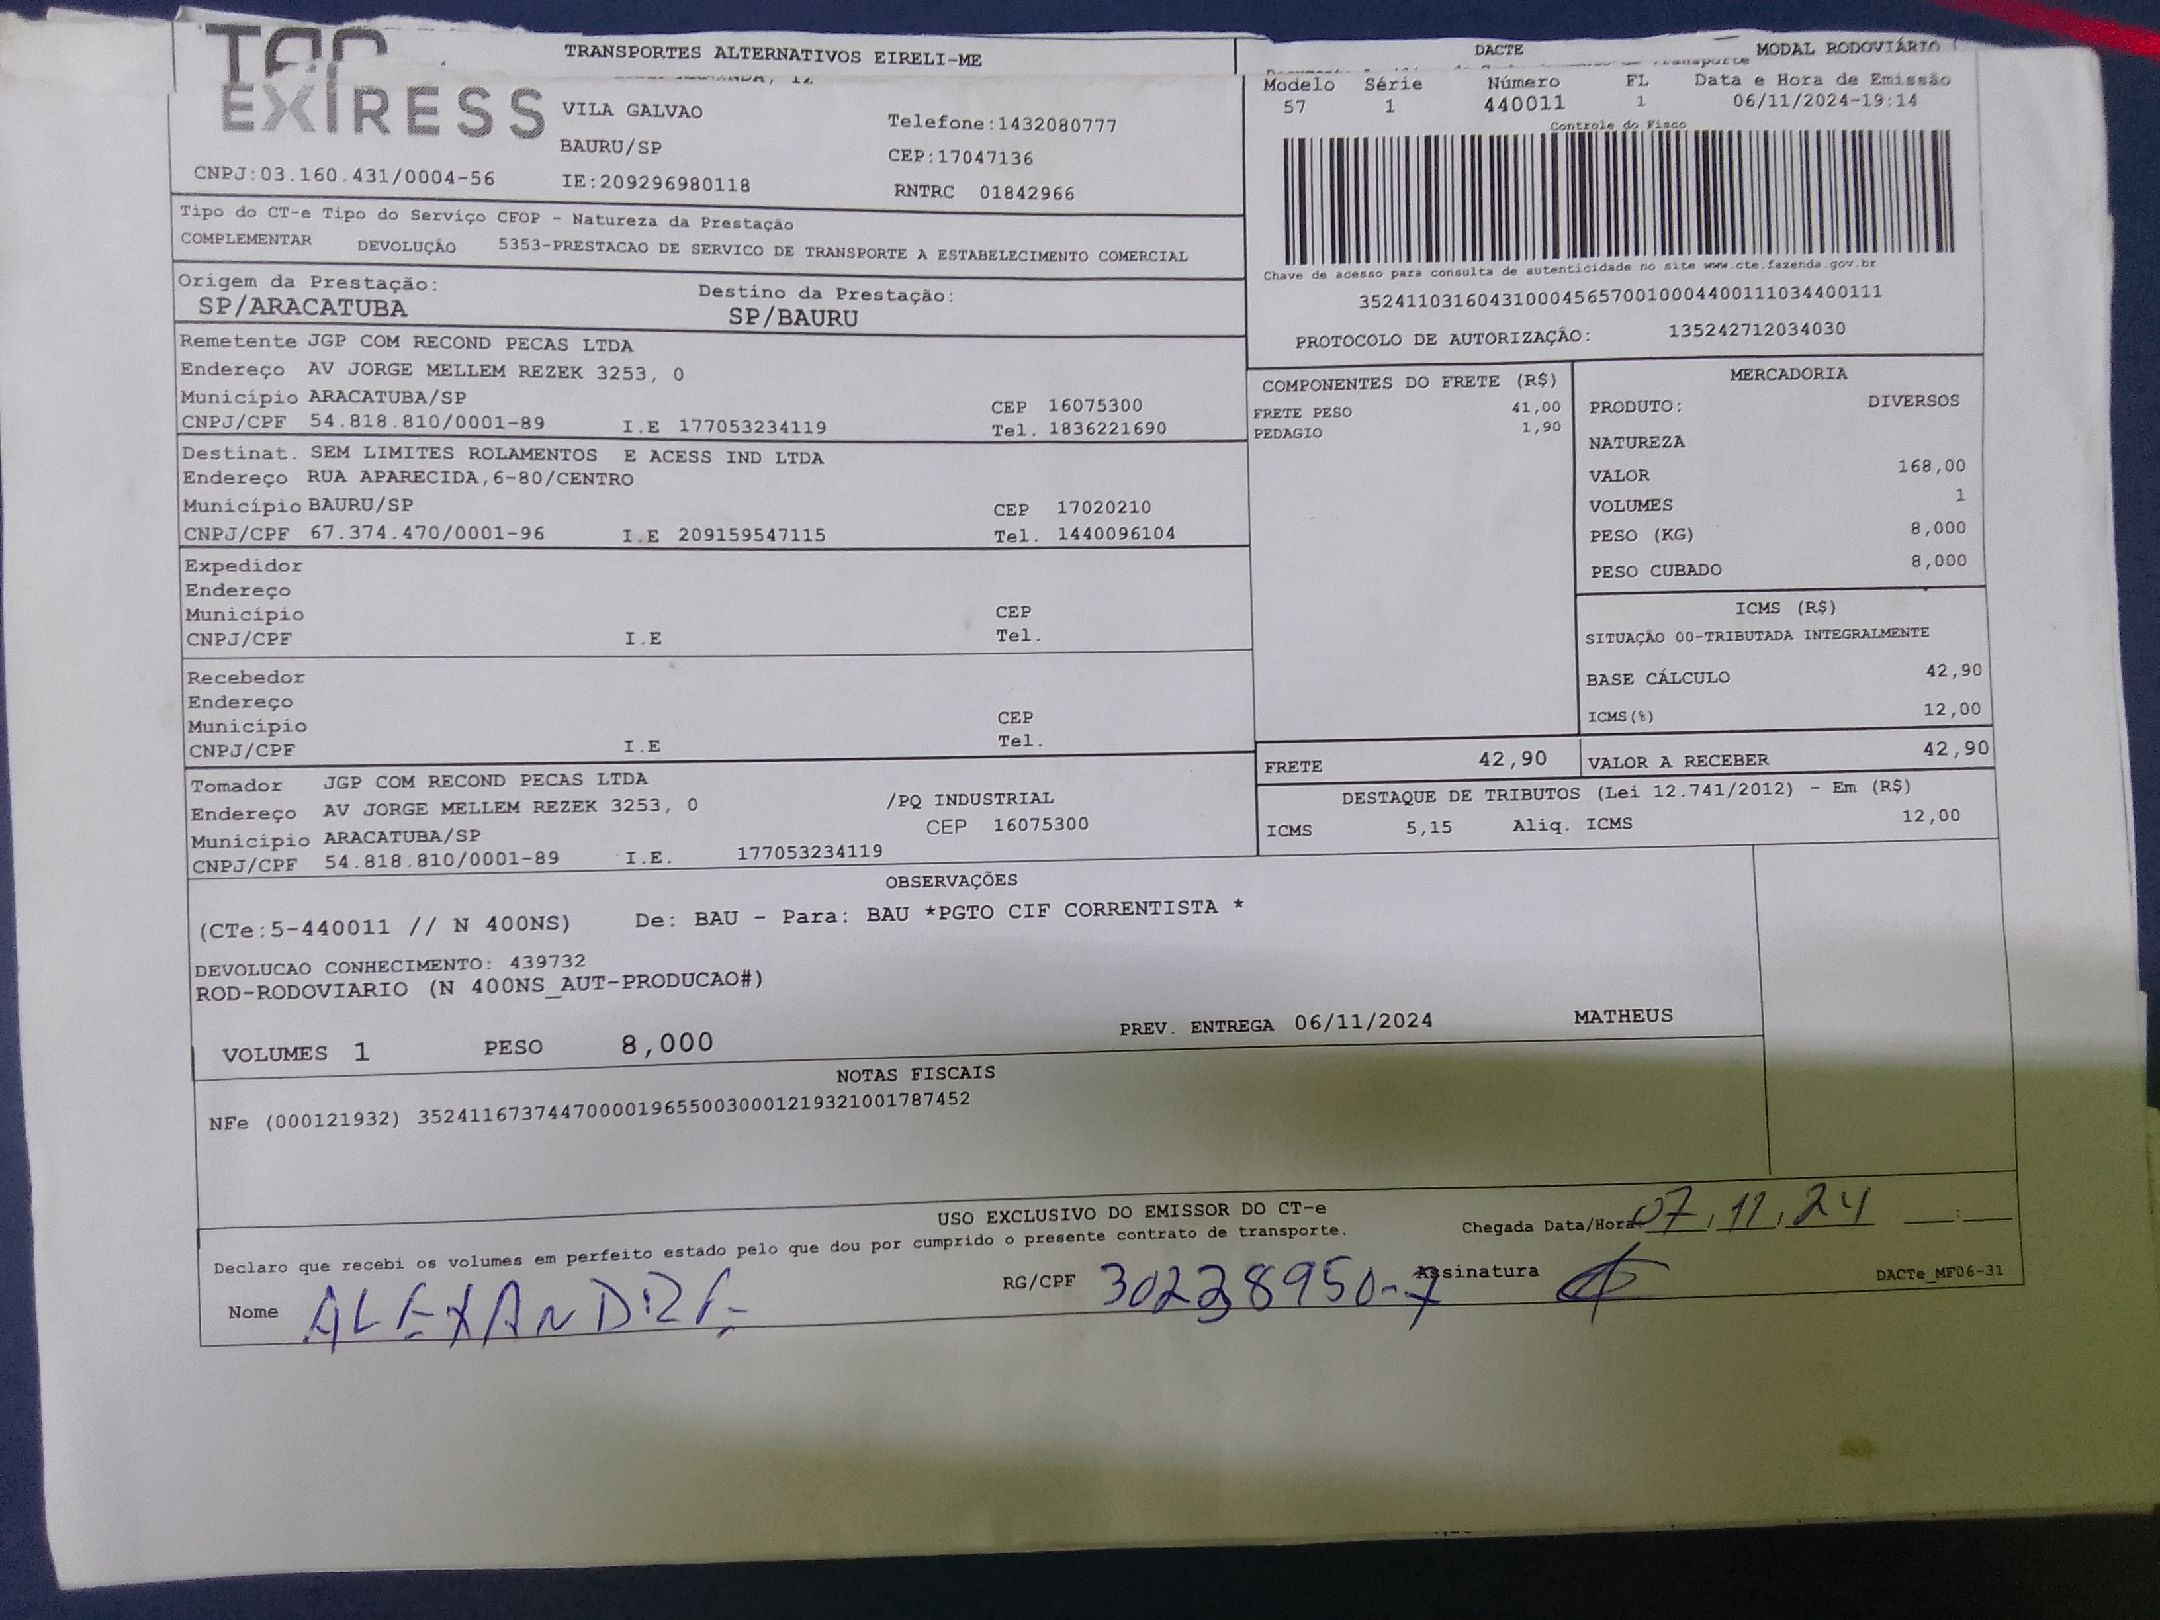 EXPRESS
TRANSPORTES ALTERNATIVOS EIRELI-ME
VILA GALVAO
Telefone:1432080777
BAURU/SP
CEP:17047136
CNPJ:03.160.431/0004-56 IE:209296980118 RNTRC 01842966
DACTE MODAL RODOVIÁRIO
Modelo Série Número FL Data e Hora de Emissão
57 1 440011 1 06/11/2024-19:14
Controle do Fisco
Chave de acesso para consulta de autenticidade no site www.cte.fazenda.gov.br
35241103160431000456570010004400111034400111
PROTOCOLO DE AUTORIZAÇÃO: 135242712034030
Tipo do CT-e Tipo do Serviço CFOP - Natureza da Prestação
COMPLEMENTAR DEVOLUÇÃO 5353-PRESTACAO DE SERVICO DE TRANSPORTE A ESTABELECIMENTO COMERCIAL
Origem da Prestação: Destino da Prestação:
SP/ARACATUBA SP/BAURU
Remetente JGP COM RECOND PECAS LTDA
Endereço AV JORGE MELLEM REZEK 3253, 0
Município ARACATUBA/SP CEP 16075300
CNPJ/CPF 54.818.810/0001-89 I.E 177053234119 Tel. 1836221690
Destinat. SEM LIMITES ROLAMENTOS E ACESS IND LTDA
Endereço RUA APARECIDA,6-80/CENTRO
Município BAURU/SP CEP 17020210
CNPJ/CPF 67.374.470/0001-96 I.E 209159547115 Tel. 1440096104
Expedidor
Endereço
Município CEP
CNPJ/CPF I.E Tel.
Recebedor
Endereço
Município CEP
CNPJ/CPF I.E Tel.
Tomador JGP COM RECOND PECAS LTDA
Endereço AV JORGE MELLEM REZEK 3253, 0 /PQ INDUSTRIAL
Município ARACATUBA/SP CEP 16075300
CNPJ/CPF 54.818.810/0001-89 I.E. 177053234119
COMPONENTES DO FRETE (R$)
FRETE PESO 41,00
PEDAGIO 1,90
MERCADORIA
PRODUTO: DIVERSOS
NATUREZA
VALOR 168,00
VOLUMES 1
PESO (KG) 8,000
PESO CUBADO 8,000
ICMS (R$)
SITUAÇÃO 00-TRIBUTADA INTEGRALMENTE
BASE CÁLCULO 42,90
ICMS(%) 12,00
FRETE 42,90 VALOR A RECEBER 42,90
DESTAQUE DE TRIBUTOS (Lei 12.741/2012) - Em (R$)
ICMS 5,15 Aliq. ICMS 12,00
OBSERVAÇÕES
(CTe:5-440011 // N 400NS) De: BAU - Para: BAU *PGTO CIF CORRENTISTA *
DEVOLUCAO CONHECIMENTO: 439732
ROD-RODOVIARIO (N 400NS_AUT-PRODUCAO#)
VOLUMES 1 PESO 8,000 PREV. ENTREGA 06/11/2024 MATHEUS
NOTAS FISCAIS
NFe (000121932) 35241167374470000196550030001219321001787452
USO EXCLUSIVO DO EMISSOR DO CT-e
Declaro que recebi os volumes em perfeito estado pelo que dou por cumprido o presente contrato de transporte.
Chegada Data/Hora: 07,11,24 __:__
Nome ALEXANDRE RG/CPF 30238950-7 Assinatura DACTe_MF06-31